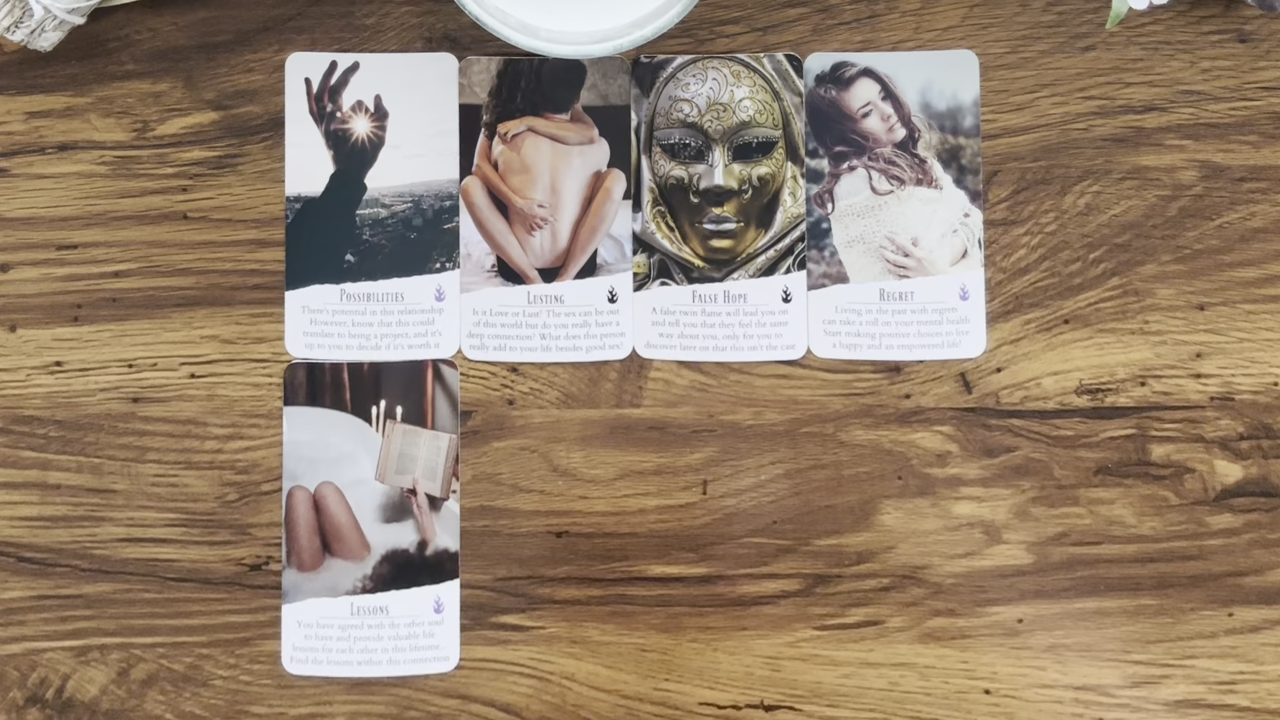 Possibilities
There's potential in this relationship
However, know that this could
translate to being a project, and it's
up to you to decide if it's worth it
Lusting
Is it Love or Lust? The sex can be out
of this world but do you really have a
deep connection? What does this person
really add to your life besides good sex?
False Hope
A false twin flame will lead you on
and tell you that they feel the same
way about you, only for you to
discover later on that this isn't the case
Regret
Living in the past with regrets
can take a roll on your mental health
Start making positive choices to live
a happy and an empowered life!
Lessons
You have agreed with the other soul
to have and provide valuable life
lessons for each other in this lifetime.
Find the lessons within this connection